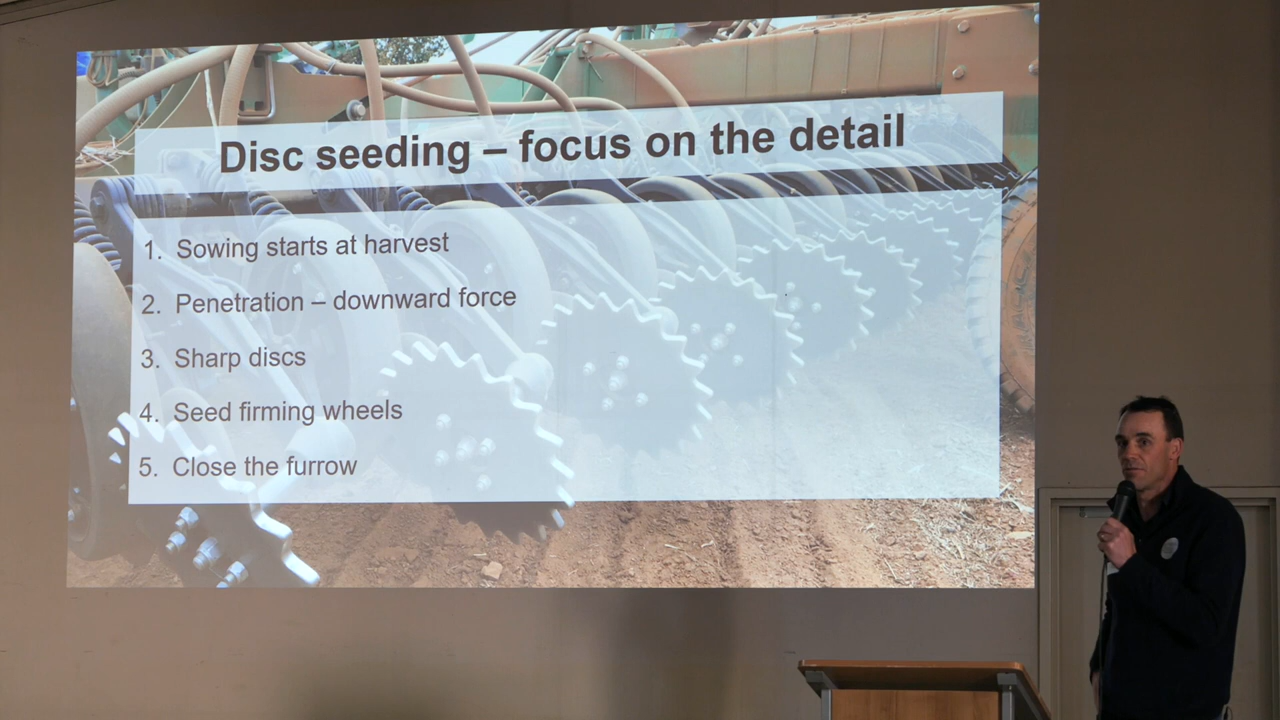 Disc seeding – focus on the detail
1. Sowing starts at harvest
2. Penetration – downward force
3. Sharp discs
4. Seed firming wheels
5. Close the furrow